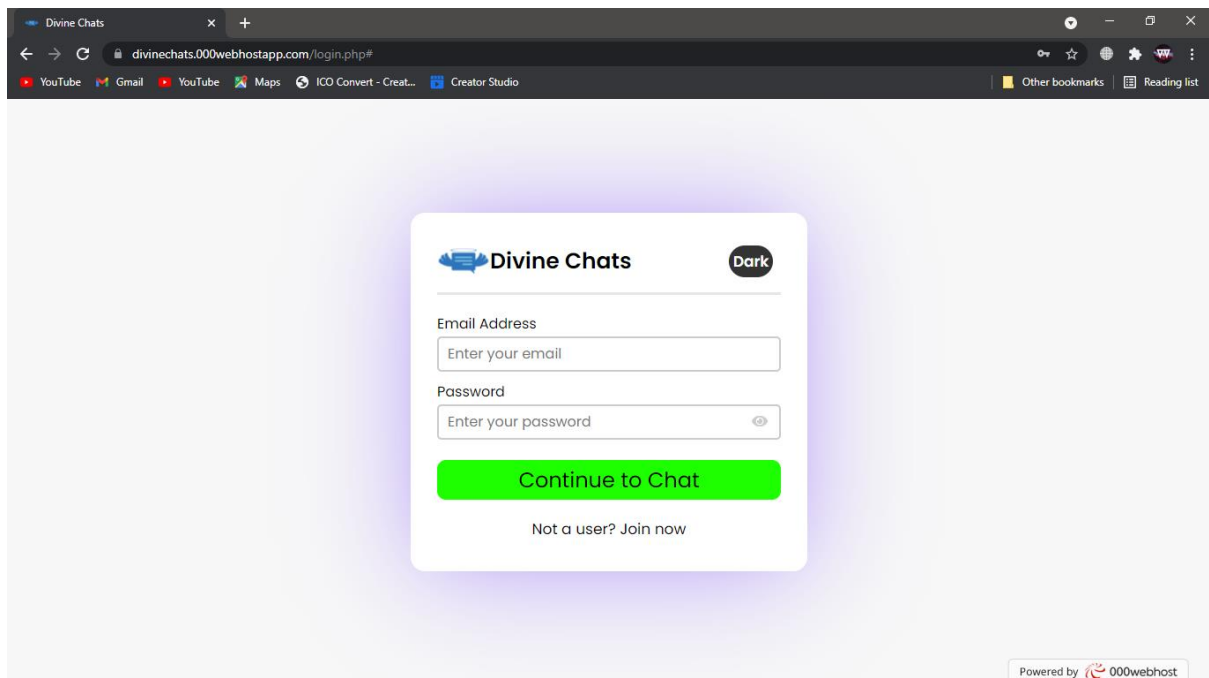 Divine Chats
divinechats.000webhostapp.com/login.php#
YouTube Gmail YouTube Maps ICO Convert - Creat... Creator Studio Other bookmarks Reading list
Divine Chats Dark
Email Address
Enter your email
Password
Enter your password
Continue to Chat
Not a user? Join now
Powered by 000webhost